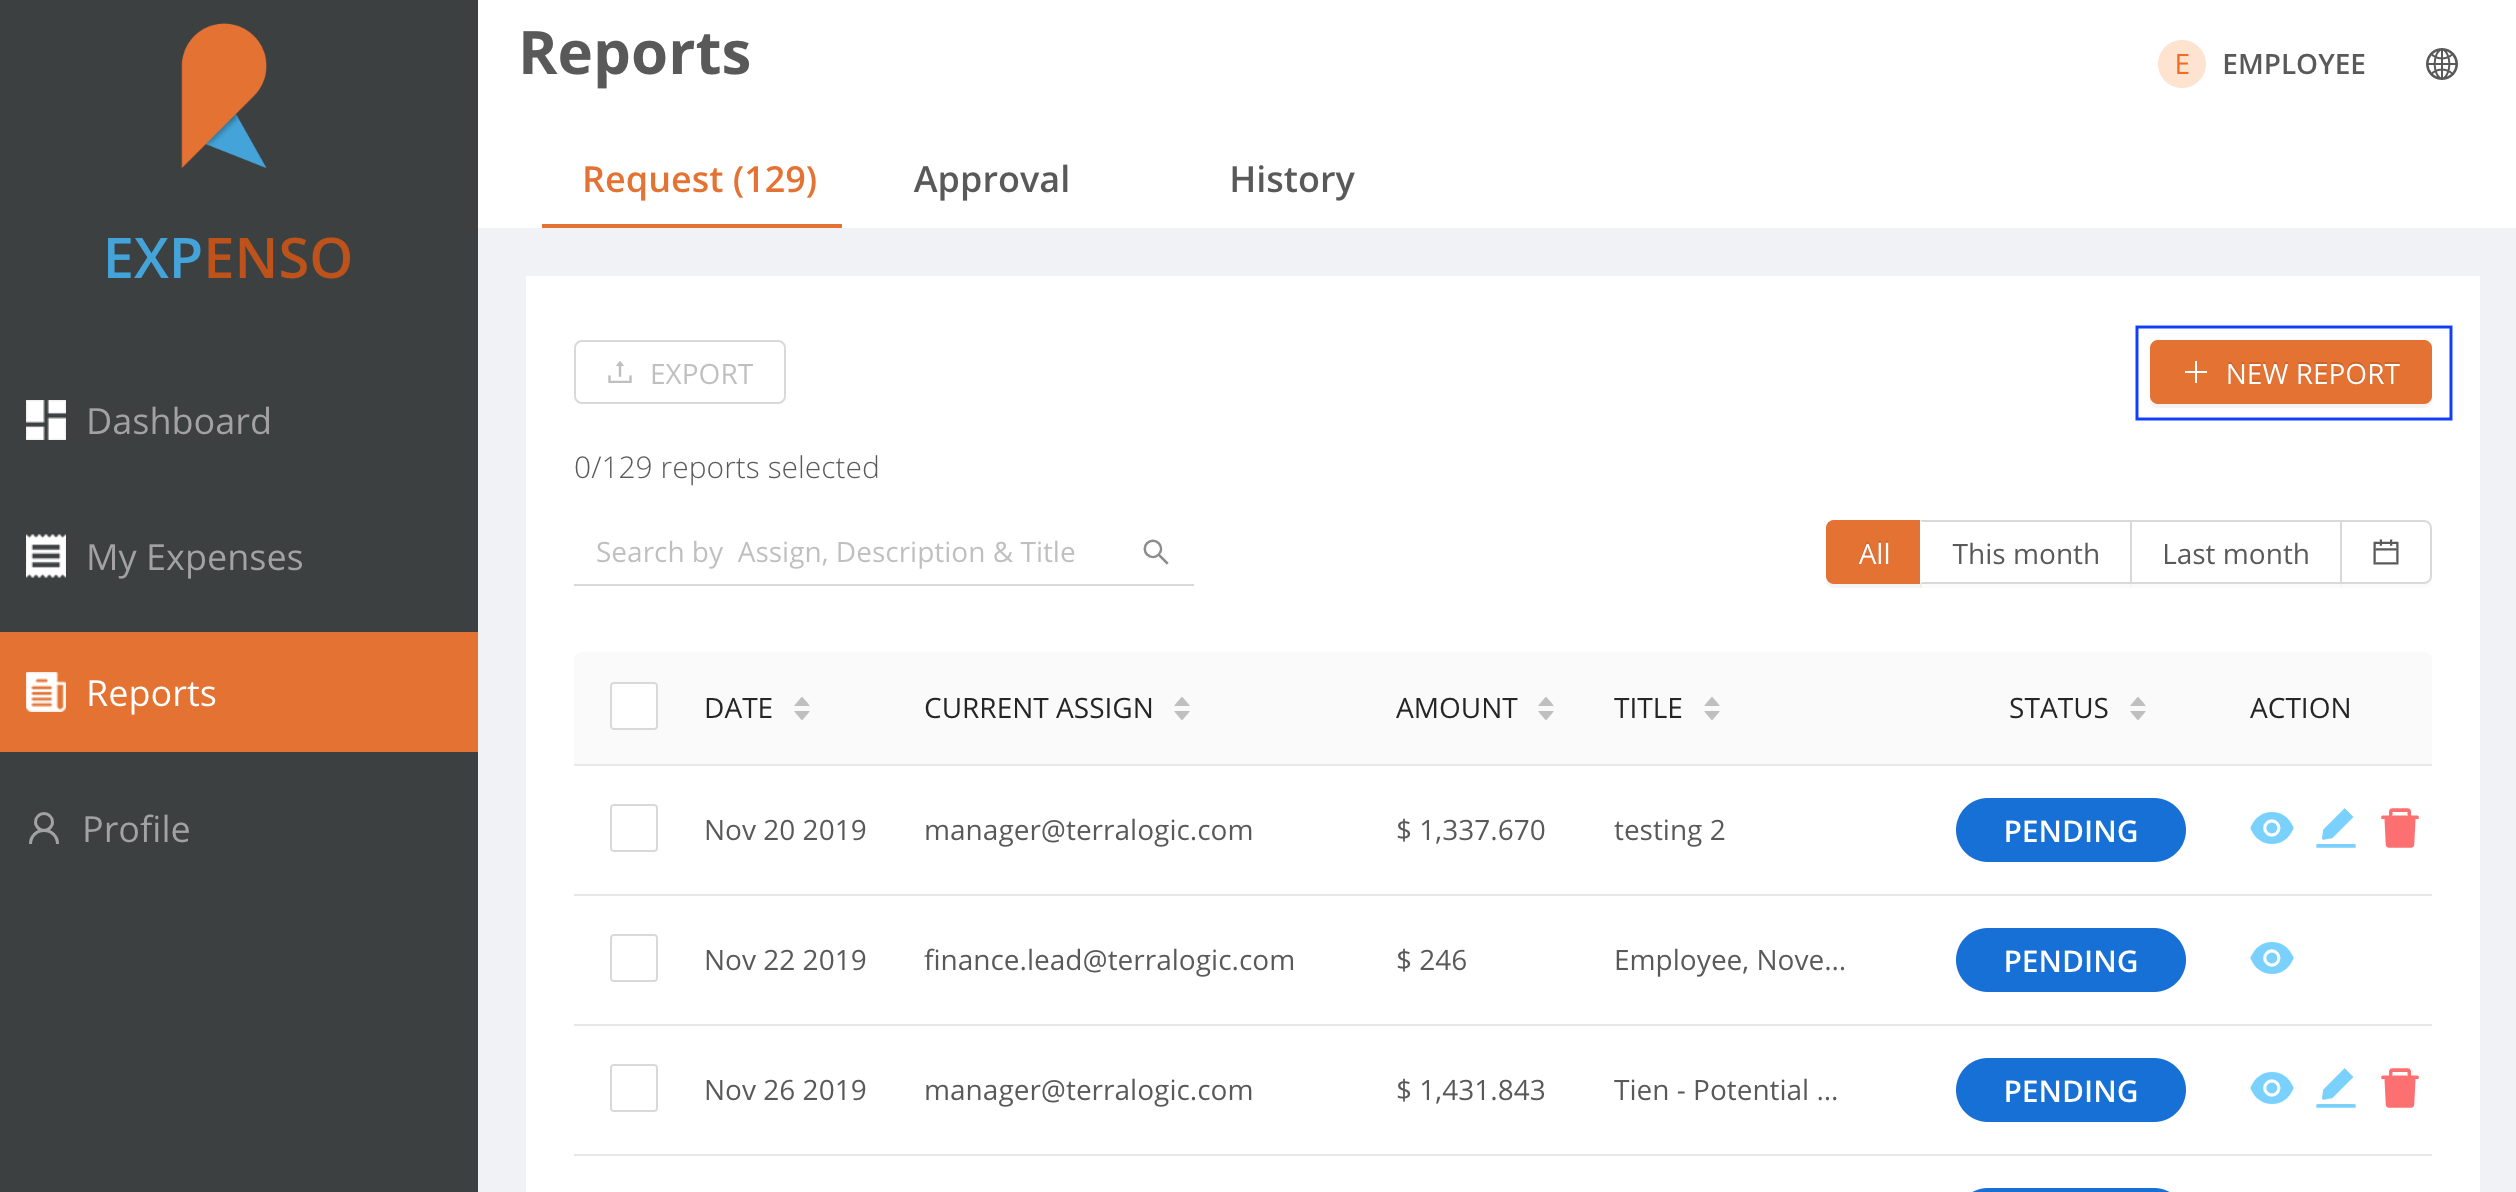 Reports
E EMPLOYEE
Request (129) Approval History
EXPENSO
Dashboard
My Expenses
Reports
Profile
EXPORT
NEW REPORT
0/129 reports selected
Search by  Assign, Description & Title
All This month Last month
DATE CURRENT ASSIGN AMOUNT TITLE STATUS ACTION
Nov 20 2019 manager@terralogic.com $ 1,337.670 testing 2 PENDING
Nov 22 2019 finance.lead@terralogic.com $ 246 Employee, Nove... PENDING
Nov 26 2019 manager@terralogic.com $ 1,431.843 Tien - Potential ... PENDING